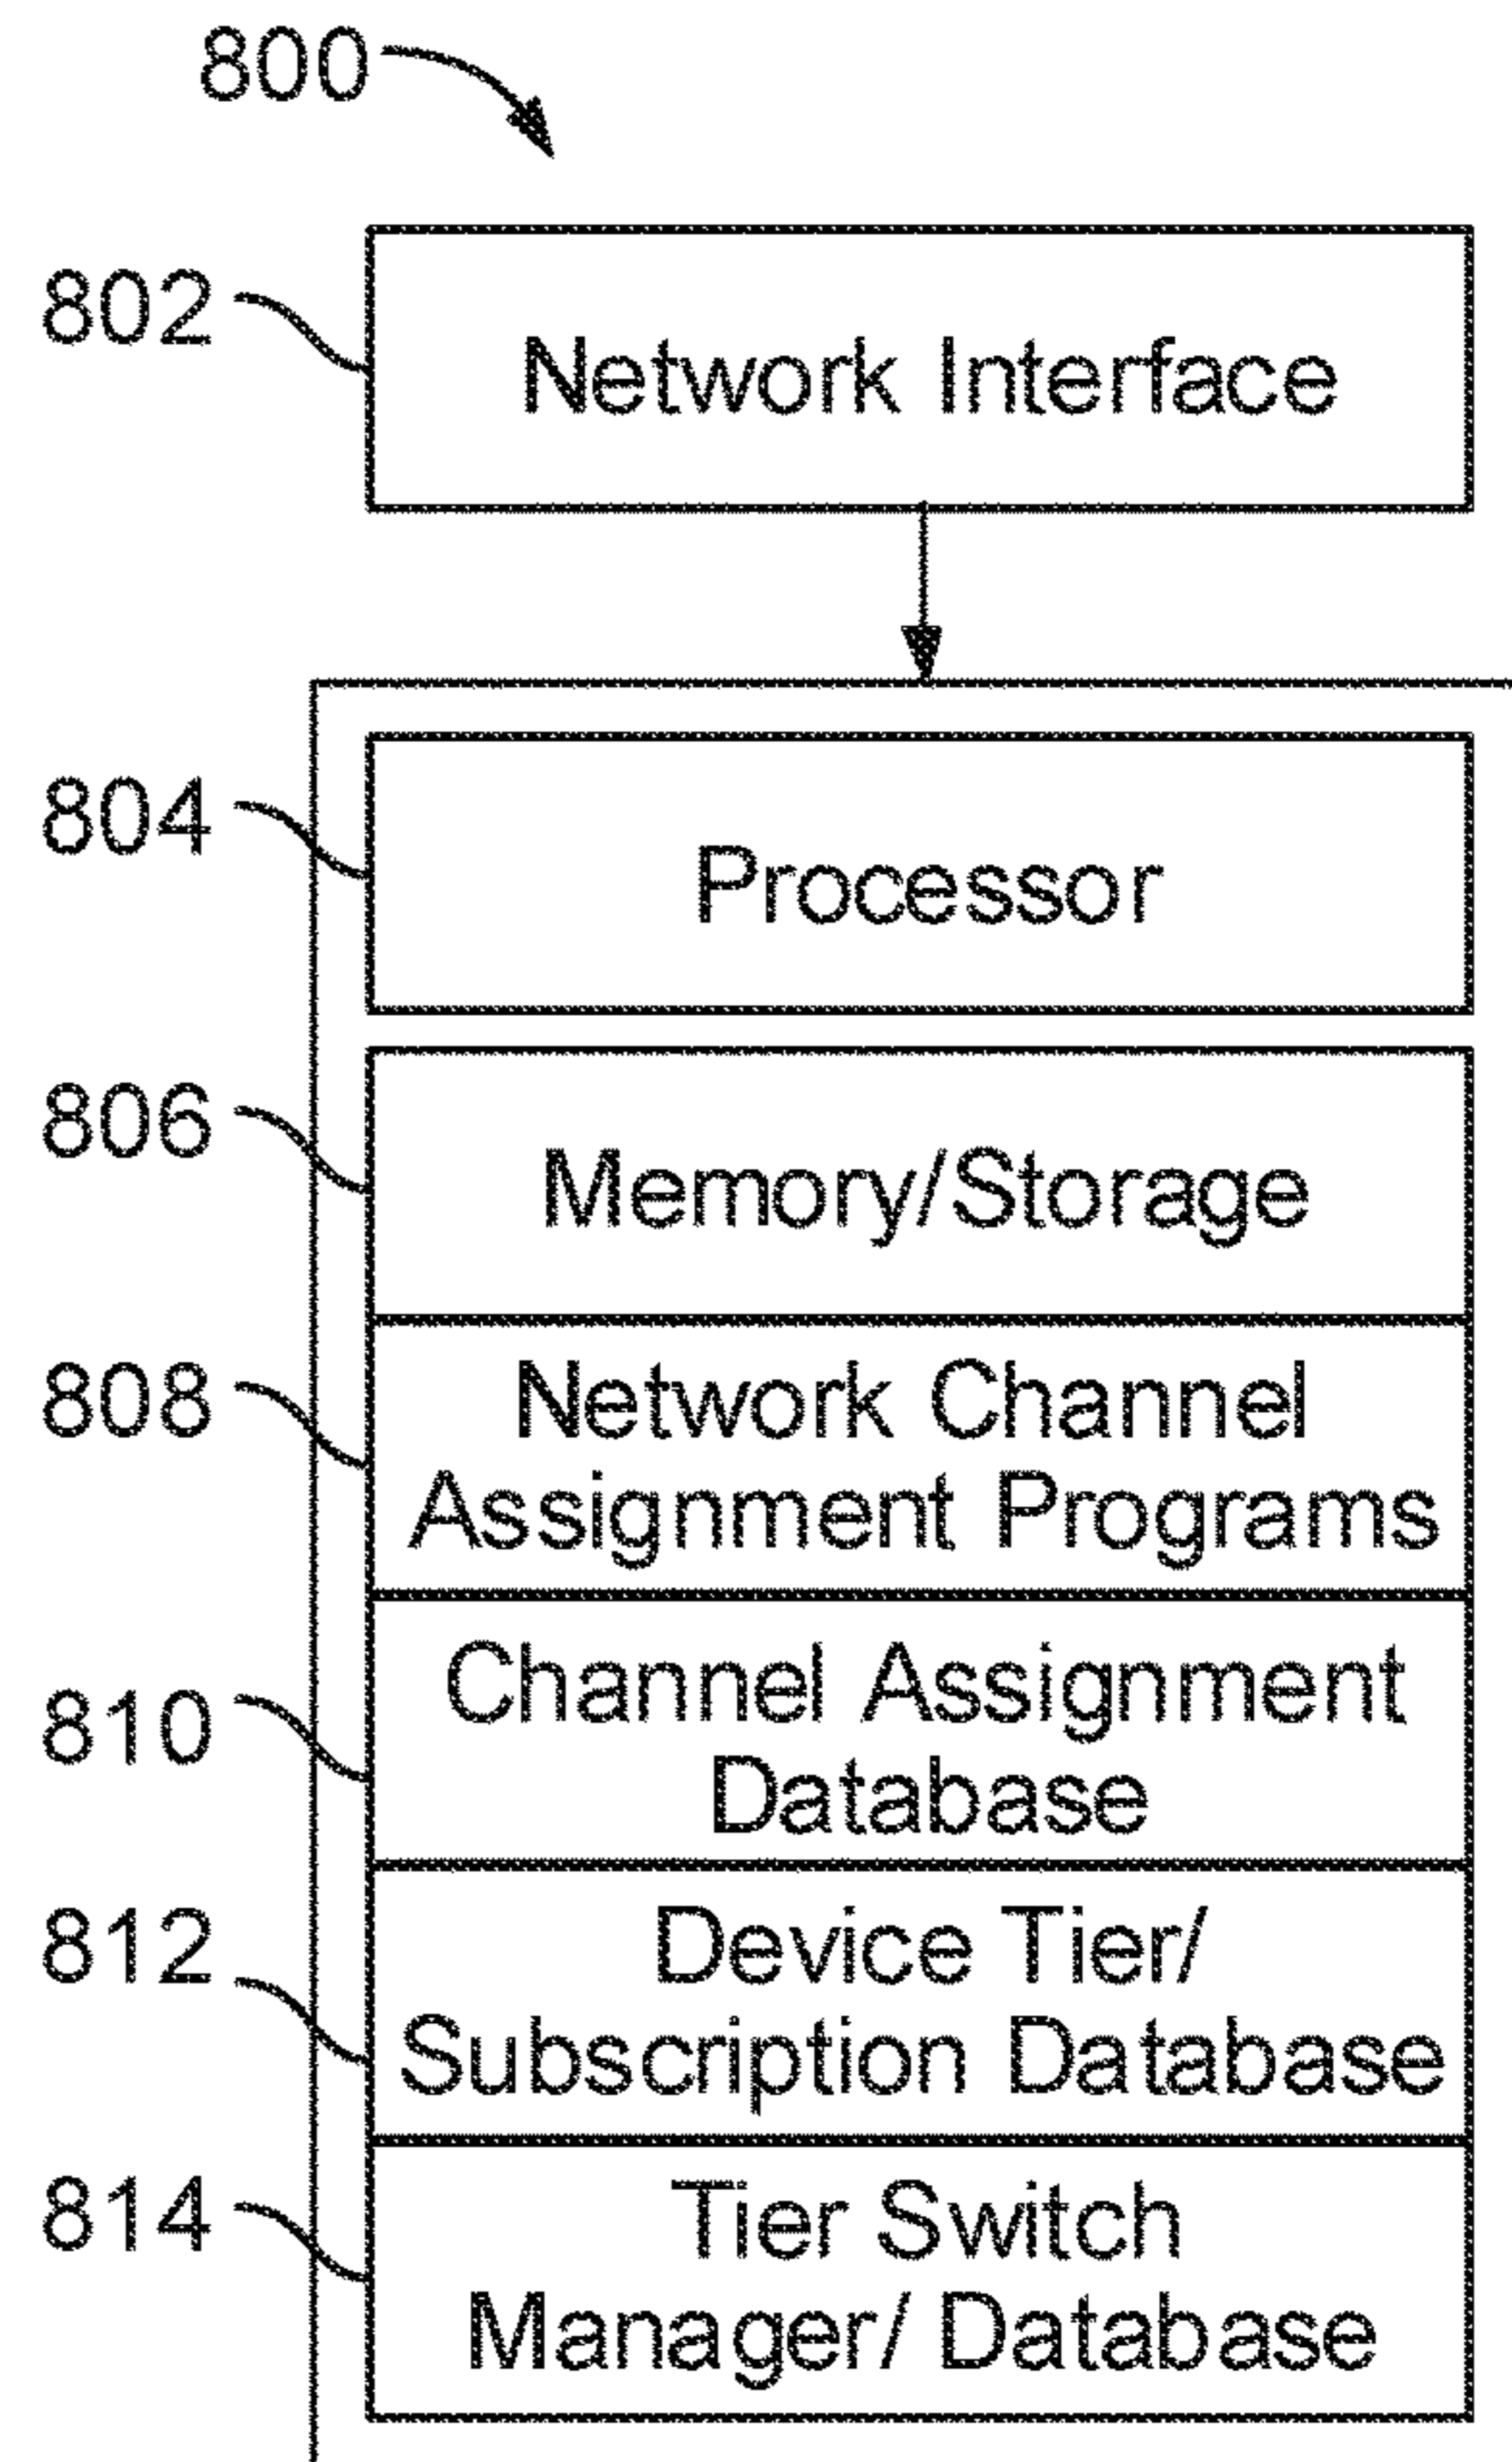 800
802
Network Interface
804
Processor
806
Memory/Storage
808
Network Channel
Assignment Programs
810
Channel Assignment
Database
812
Device Tier/
Subscription Database
814
Tier Switch
Manager/ Database